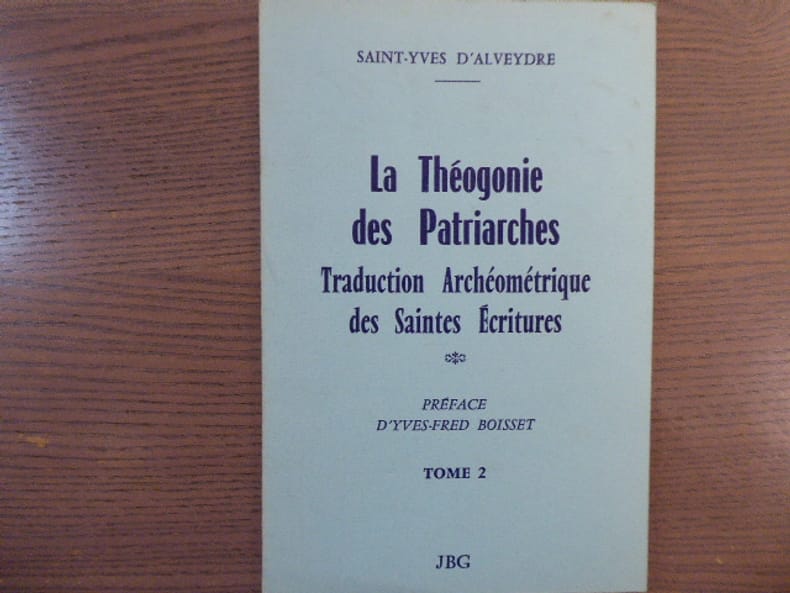 SAINT-YVES D'ALVEYDRE
La Théogonie
des Patriarches
Traduction Archéométrique
des Saintes Écritures
PRÉFACE
D'YVES-FRED BOISSET
TOME 2
JBG